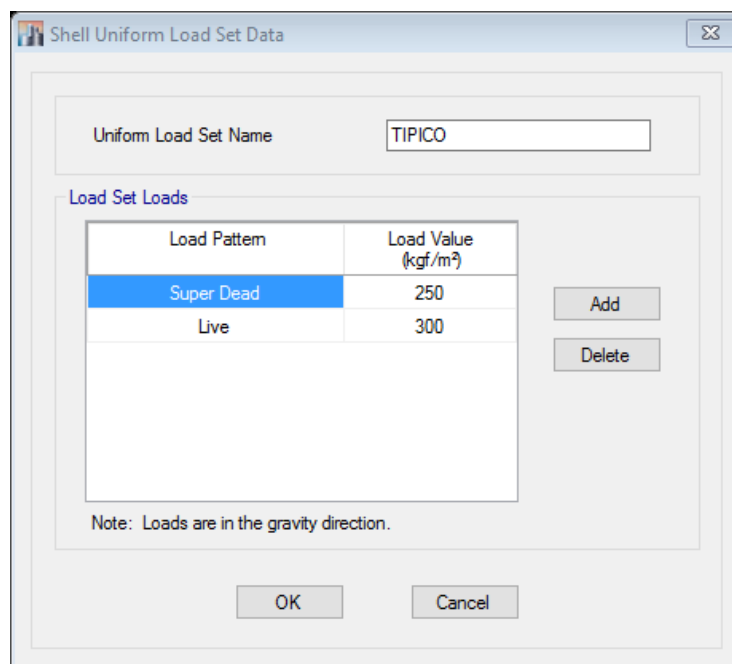 Shell Uniform Load Set Data
Uniform Load Set Name TIPICO
Load Set Loads
Load Pattern Load Value
(kgf/m²)
Super Dead 250
Live 300
Add
Delete
Note: Loads are in the gravity direction.
OK Cancel